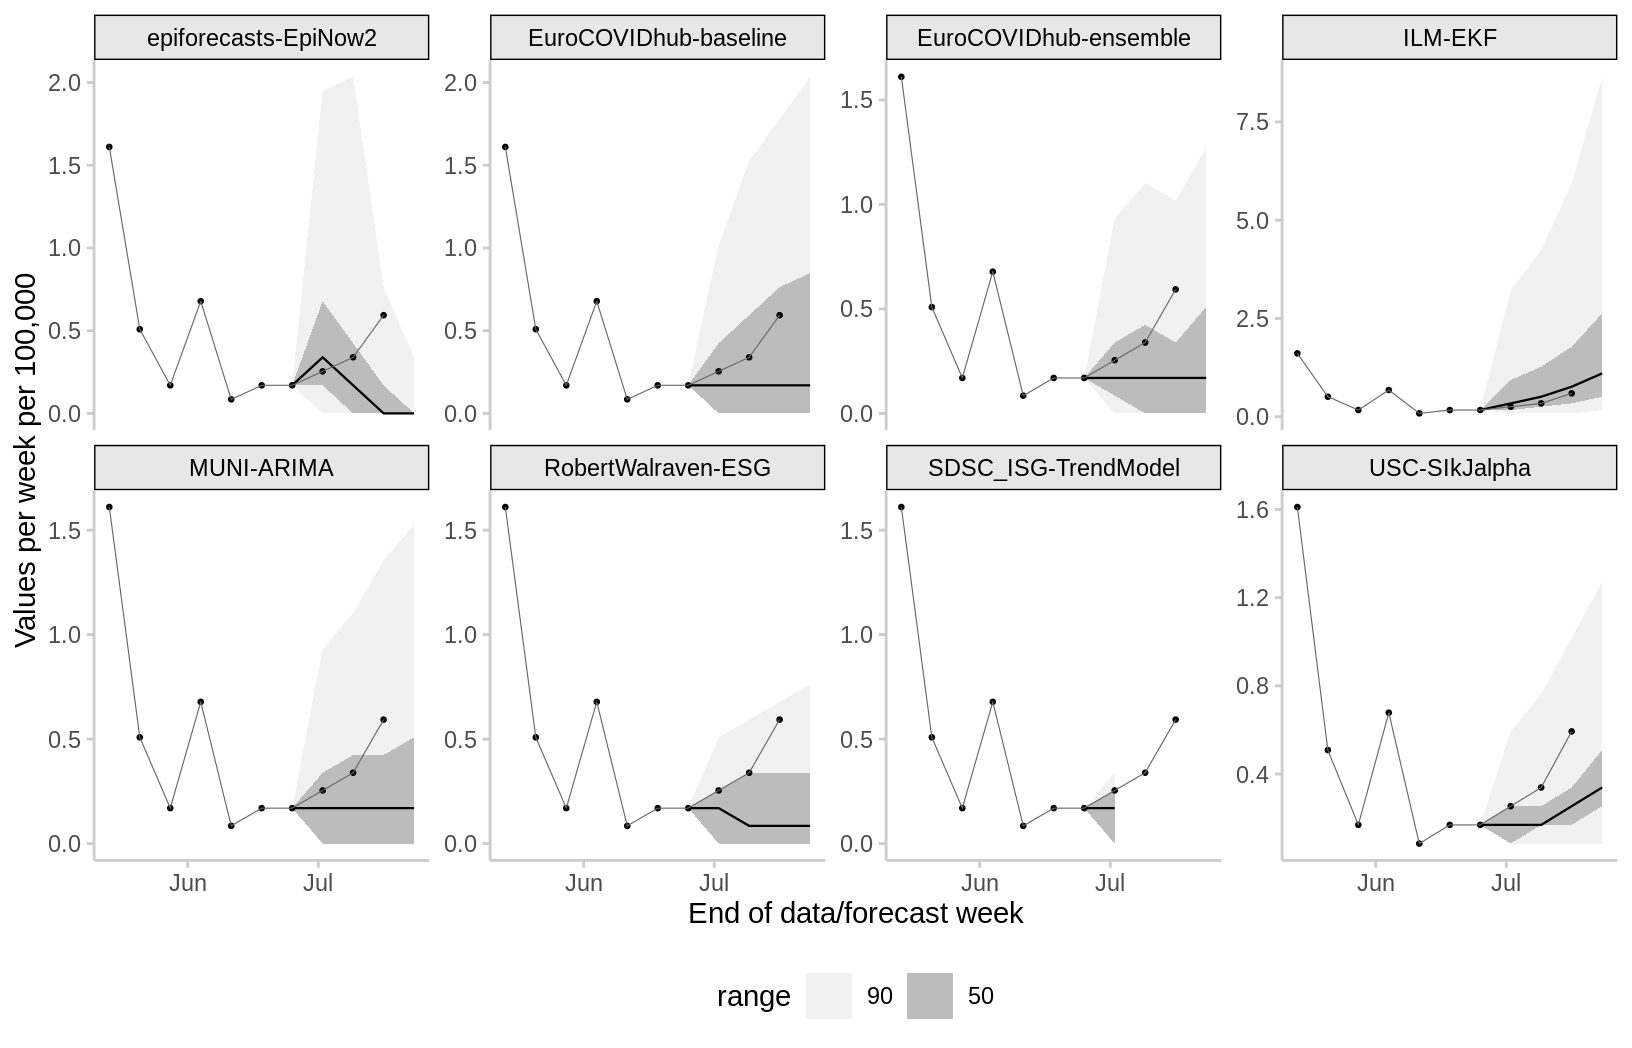 epiforecasts-EpiNow2
EuroCOVIDhub-baseline
EuroCOVIDhub-ensemble
ILM-EKF
2.0
1.5
1.0
0.5
0.0
2.0
1.5
1.0
0.5
0.0
1.5
1.0
0.5
0.0
7.5
5.0
2.5
0.0
Values per week per 100,000
MUNI-ARIMA
RobertWalraven-ESG
SDSC_ISG-TrendModel
USC-SIkJalpha
1.5
1.0
0.5
0.0
1.5
1.0
0.5
0.0
1.5
1.0
0.5
0.0
1.6
1.2
0.8
0.4
Jun Jul
Jun Jul
Jun Jul
Jun Jul
End of data/forecast week
range 90 50